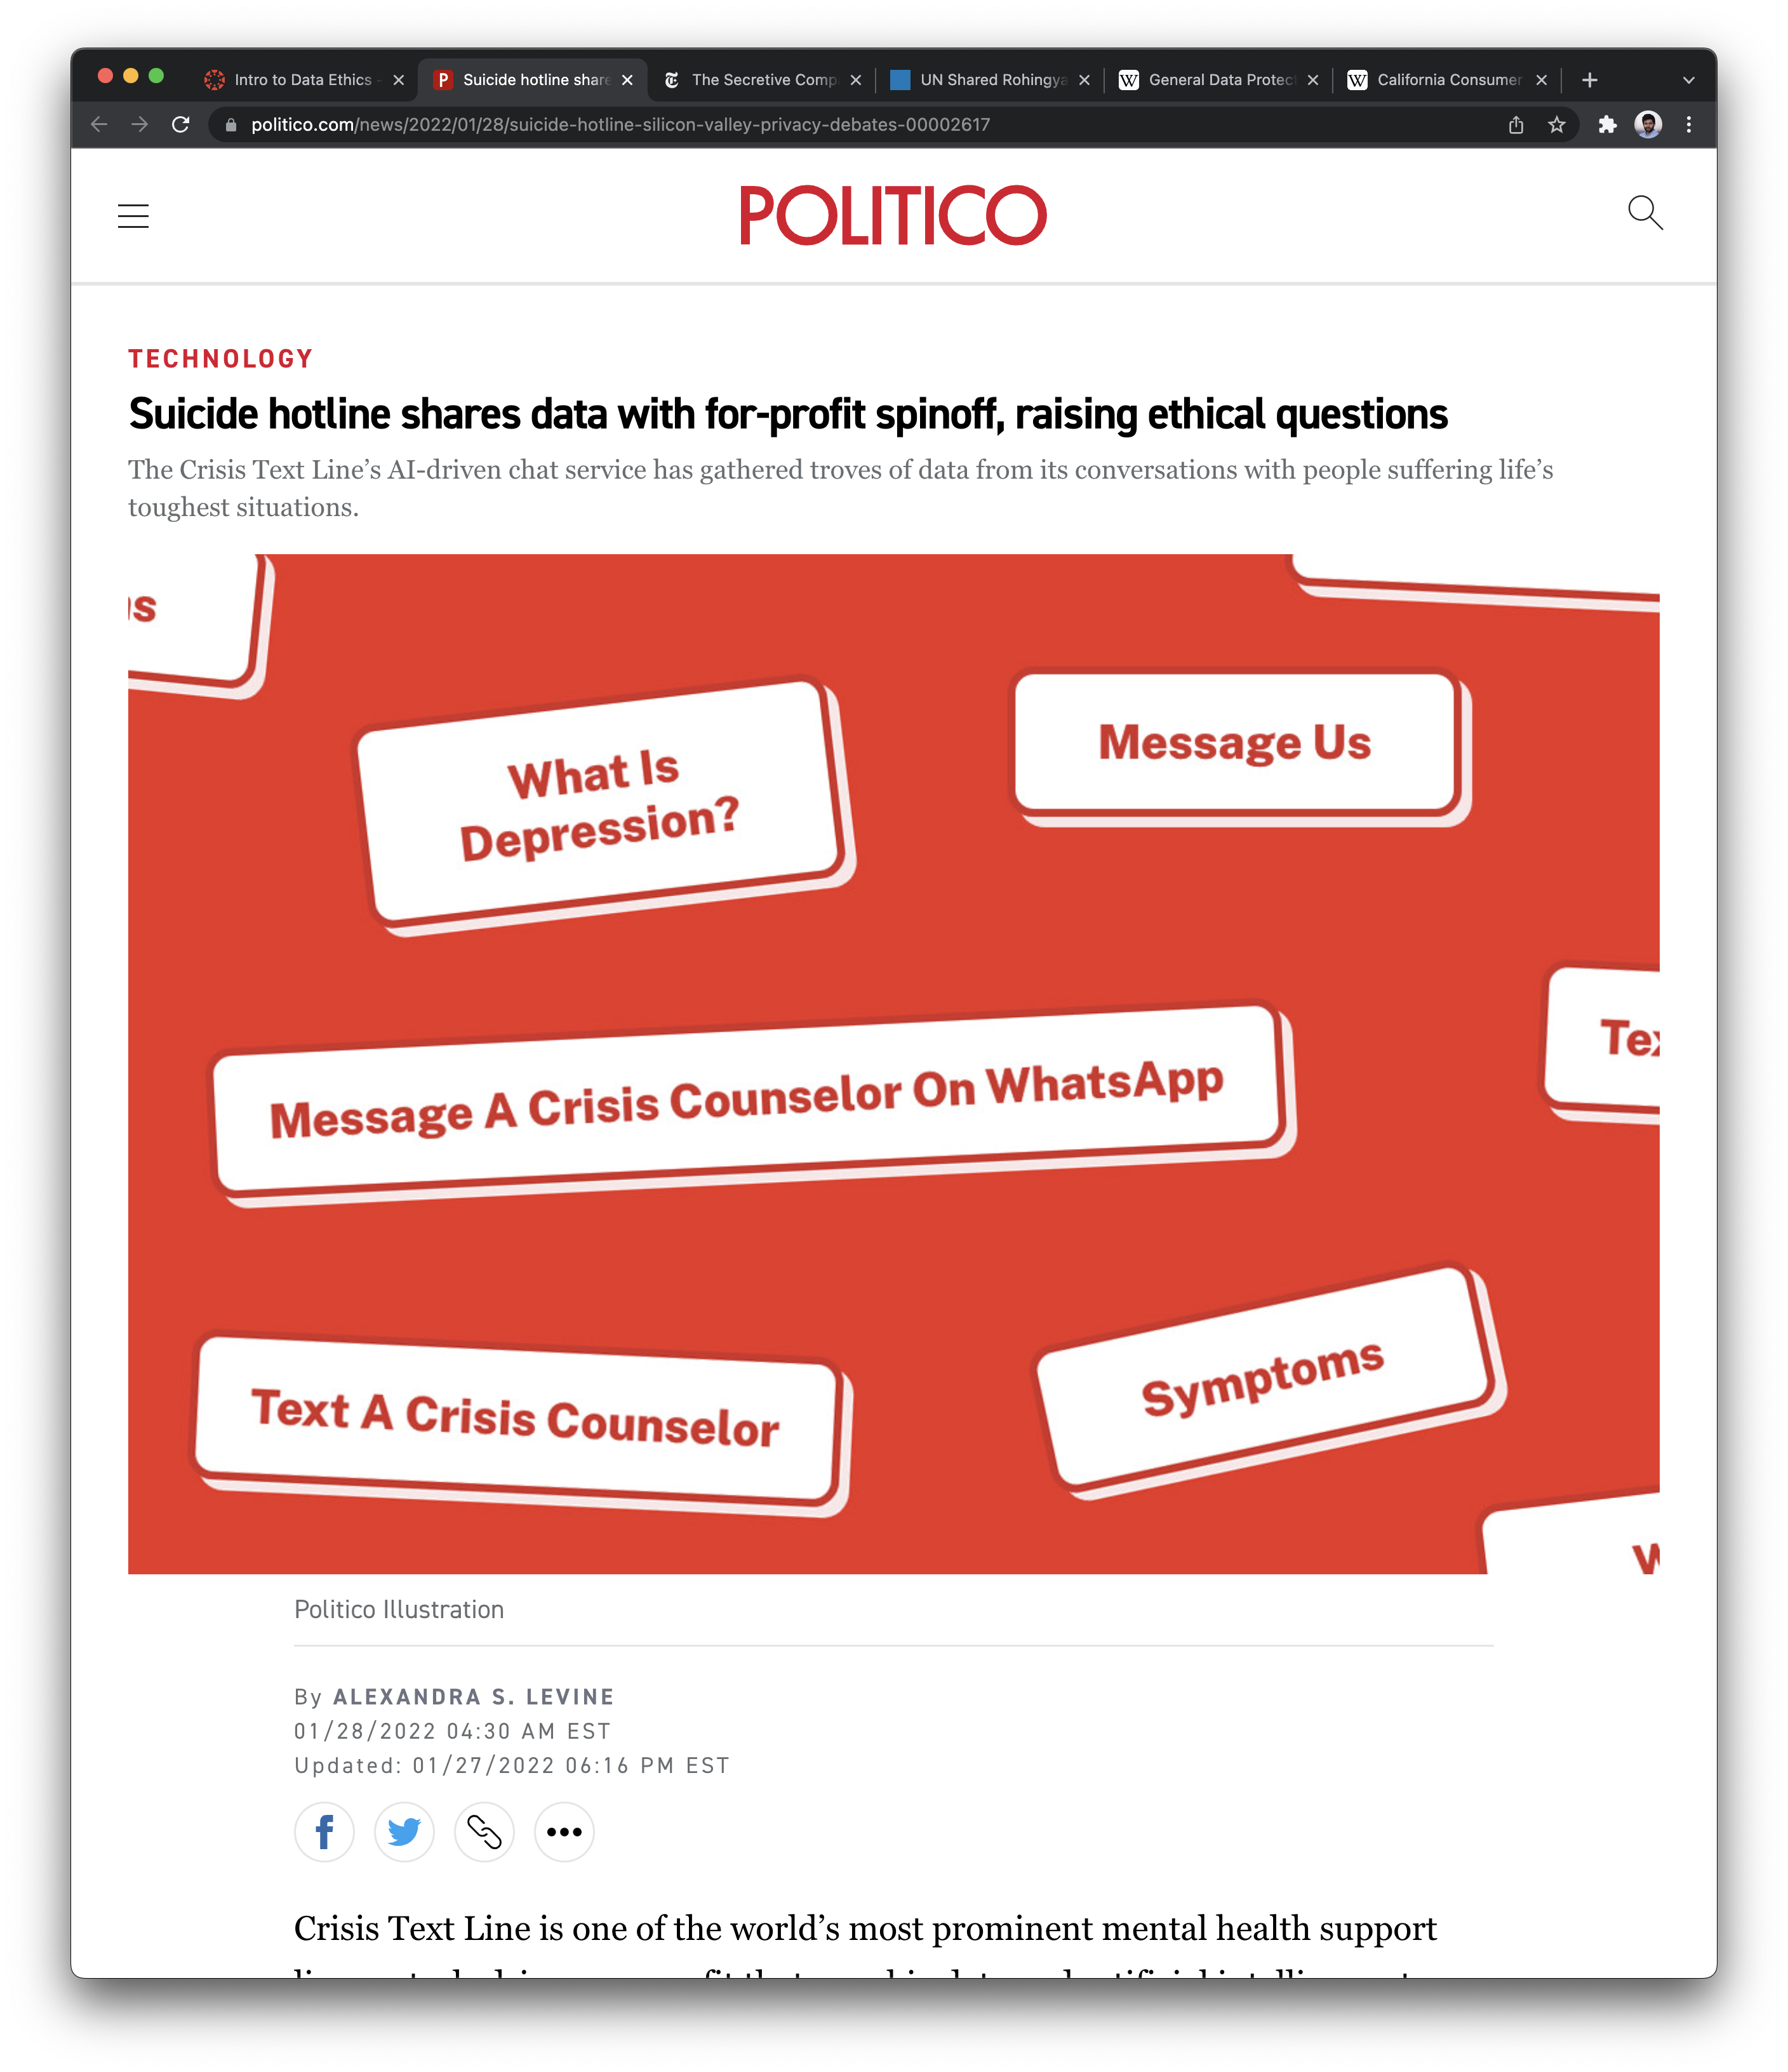 Intro to Data Ethics -
Suicide hotline share
The Secretive Comp
UN Shared Rohingya
General Data Protec
California Consumer
politico.com/news/2022/01/28/suicide-hotline-silicon-valley-privacy-debates-00002617
POLITICO
TECHNOLOGY
Suicide hotline shares data with for-profit spinoff, raising ethical questions
The Crisis Text Line’s AI-driven chat service has gathered troves of data from its conversations with people suffering life’s
toughest situations.
What Is
Depression?
Message Us
Message A Crisis Counselor On WhatsApp
Text A Crisis Counselor
Symptoms
Politico Illustration
By ALEXANDRA S. LEVINE
01/28/2022 04:30 AM EST
Updated: 01/27/2022 06:16 PM EST
Crisis Text Line is one of the world’s most prominent mental health support